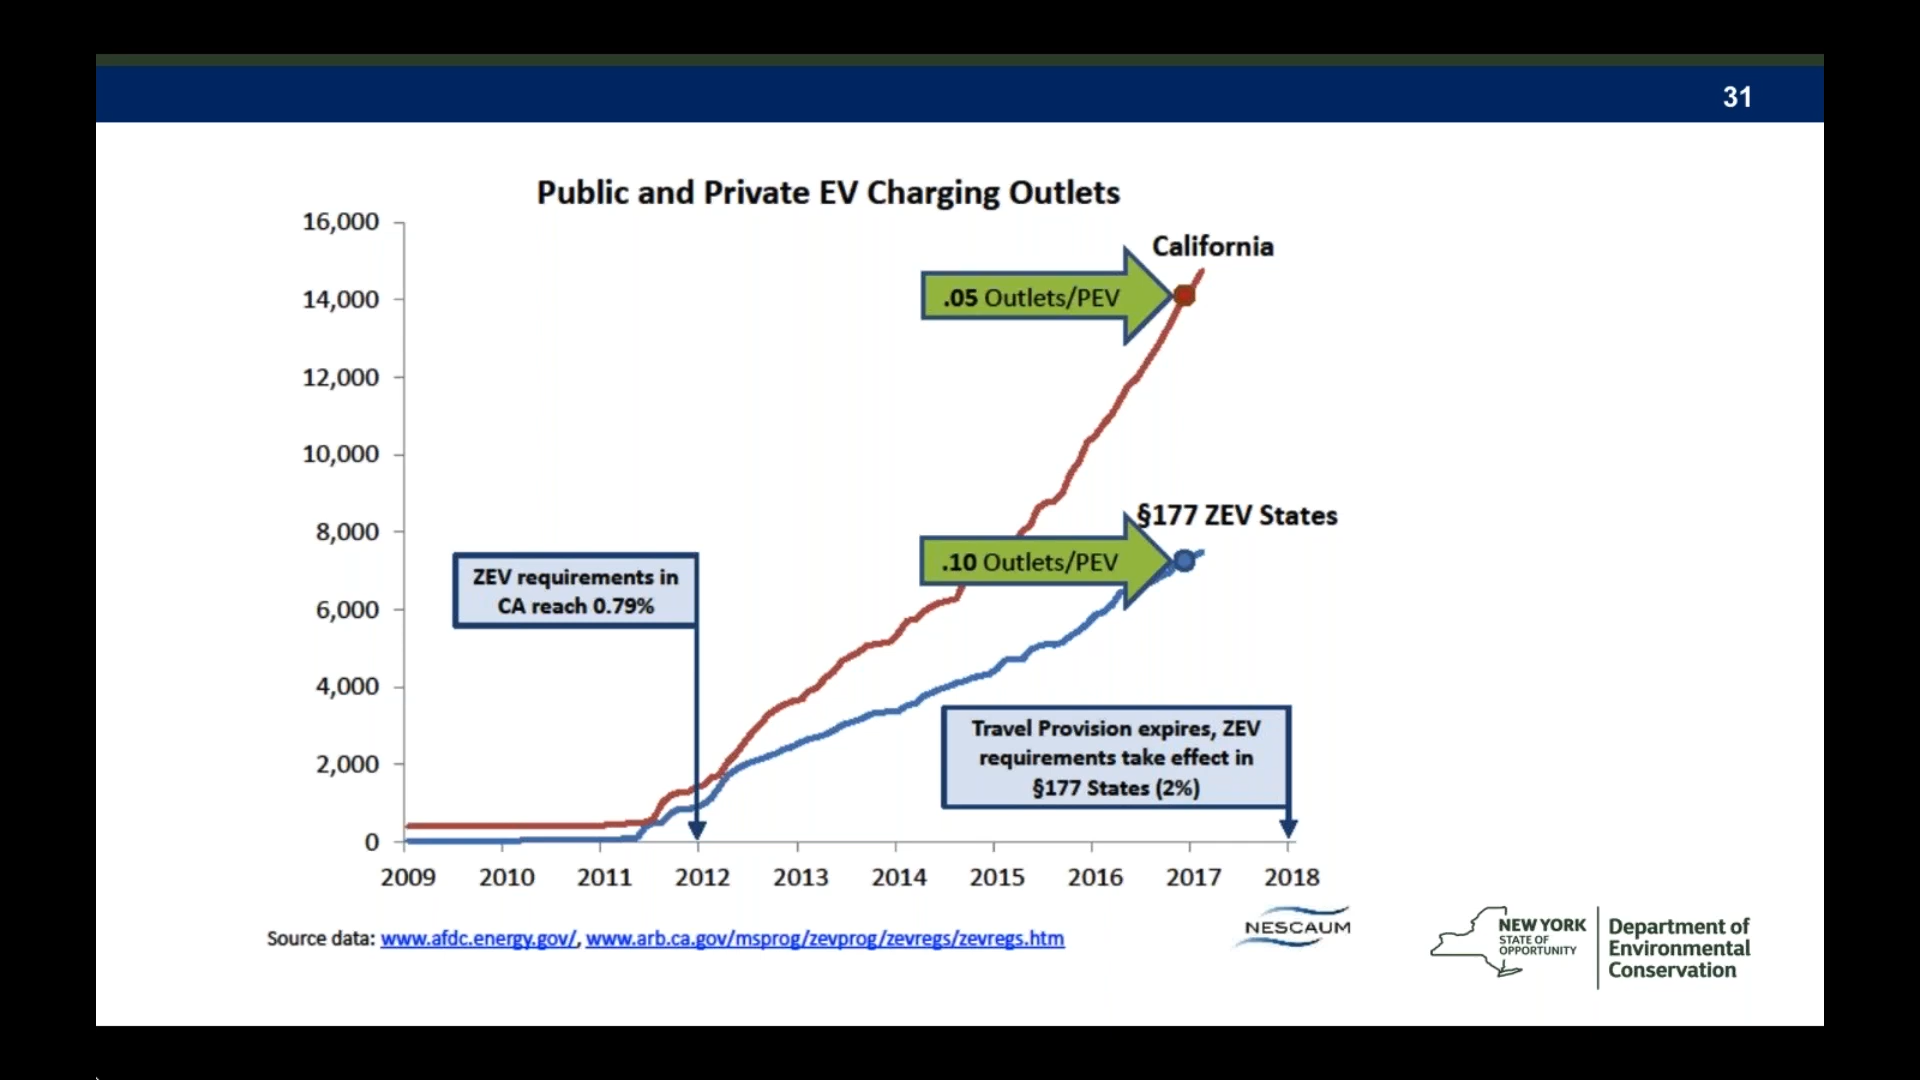 31
Public and Private EV Charging Outlets
16,000
14,000
12,000
10,000
8,000
6,000
4,000
2,000
0
California
.05 Outlets/PEV
§177 ZEV States
.10 Outlets/PEV
ZEV requirements in
CA reach 0.79%
Travel Provision expires, ZEV
requirements take effect in
§177 States (2%)
2009 2010 2011 2012 2013 2014 2015 2016 2017 2018
Source data: www.afdc.energy.gov/, www.arb.ca.gov/msprog/zevprog/zevregs/zevregs.htm
NESCAUM
NEW YORK
STATE OF
OPPORTUNITY
Department of
Environmental
Conservation